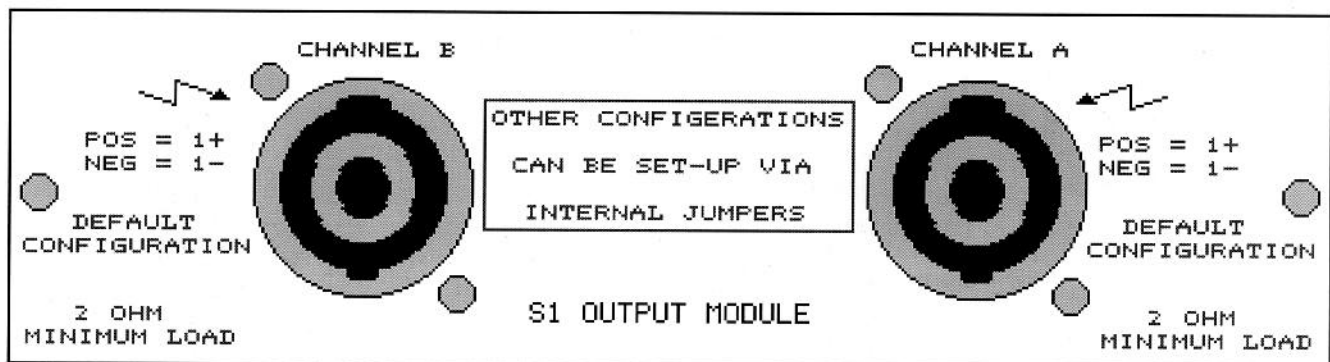 CHANNEL B
POS = 1+
NEG = 1-
DEFAULT
CONFIGURATION
2 OHM
MINIMUM LOAD
OTHER CONFIGERATIONS
CAN BE SET-UP VIA
INTERNAL JUMPERS
S1 OUTPUT MODULE
CHANNEL A
POS = 1+
NEG = 1-
DEFAULT
CONFIGURATION
2 OHM
MINIMUM LOAD